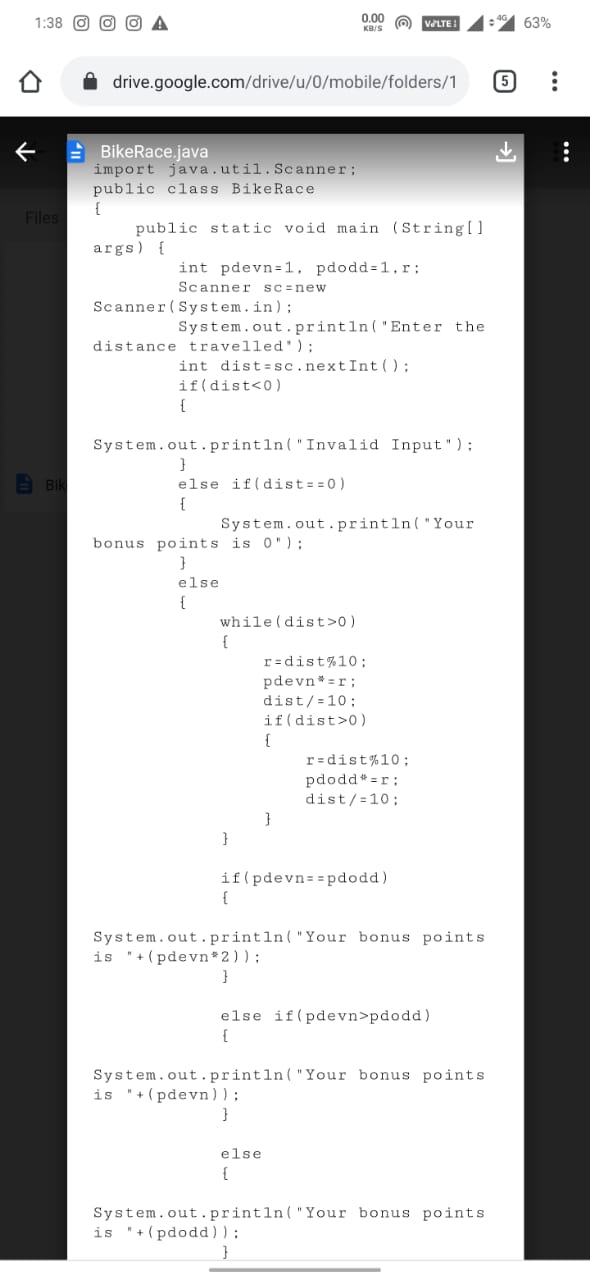 1:38
0.00
KB/S
VoLTE
4G
63%
drive.google.com/drive/u/0/mobile/folders/1
5
BikeRace.java
Files
Bik
import java.util.Scanner;
public class BikeRace
{
public static void main (String[]
args) {
int pdevn=1, pdodd=1,r;
Scanner sc=new
Scanner(System.in);
System.out.println("Enter the
distance travelled");
int dist=sc.nextInt();
if(dist<0)
{
System.out.println("Invalid Input");
}
else if(dist==0)
{
System.out.println("Your
bonus points is 0");
}
else
{
while(dist>0)
{
r=dist%10;
pdevn*=r;
dist/=10;
if(dist>0)
{
r=dist%10;
pdodd*=r;
dist/=10;
}
}
if(pdevn==pdodd)
{
System.out.println("Your bonus points
is "+(pdevn*2));
}
else if(pdevn>pdodd)
{
System.out.println("Your bonus points
is "+(pdevn));
}
else
{
System.out.println("Your bonus points
is "+(pdodd));
}